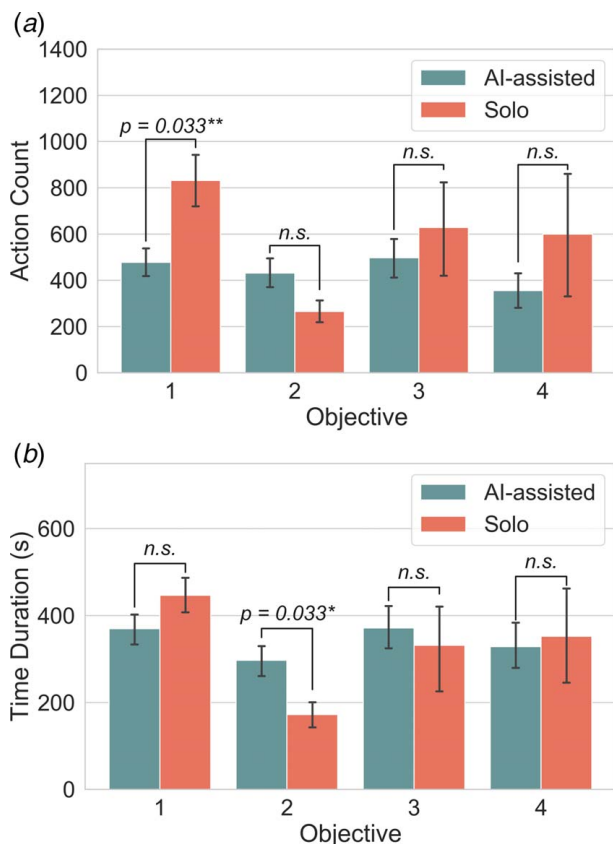 (a)
1400
1200
1000
800
600
400
200
0
Action Count
AI-assisted
Solo
p = 0.033**
n.s.
n.s.
n.s.
1 2 3 4
Objective
(b)
600
400
200
0
Time Duration (s)
AI-assisted
Solo
n.s.
p = 0.033*
n.s.
n.s.
1 2 3 4
Objective